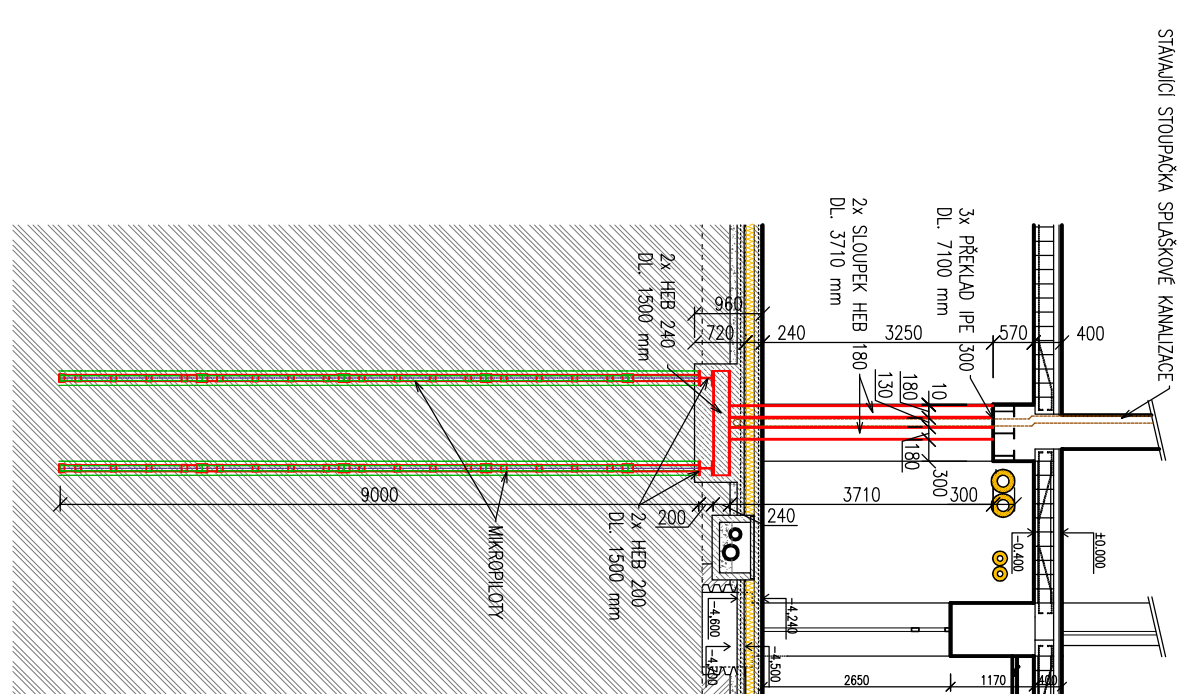 STÁVAJÍCÍ STOUPAČKA SPLAŠKOVÉ KANALIZACE
3x PŘEKLAD IPE 300
DL. 7100 mm
2x SLOUPEK HEB 180
DL. 3710 mm
2x HEB 240
DL. 1500 mm
960
720
240
3250
570
400
10
180
130
180
300
9000
200
240
3710
300
2x HEB 200
DL. 1500 mm
MIKROPILOTY
±0.000
-0.400
-4,240
-4,600
-4,500
-4,700
2650
1170
400